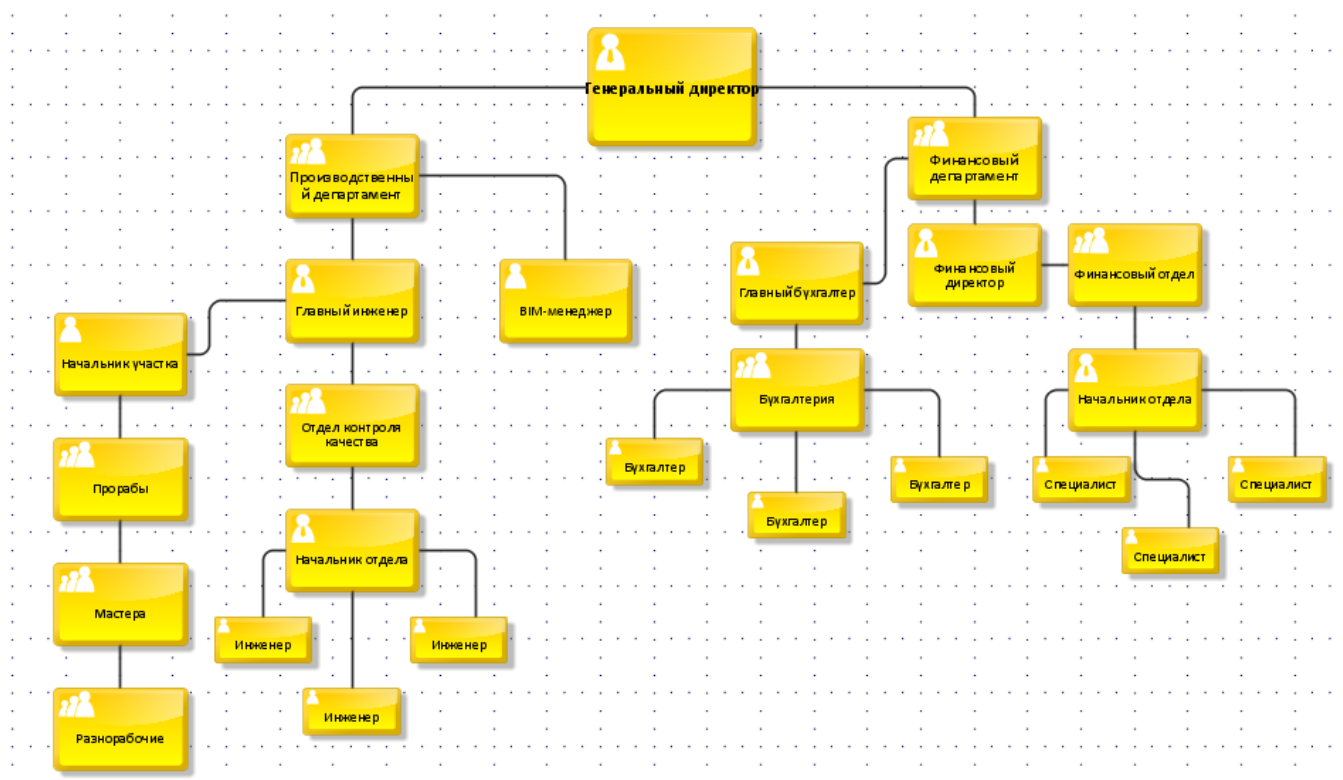 Генеральный директор
Производственны
й департамент
Финансовый
департамент
Главный инженер
BIM-менеджер
Главный бухгалтер
Финансовый
директор
Финансовый отдел
Начальник участка
Отдел контроля
качества
Бухгалтерия
Начальник отдела
Прорабы
Бухгалтер
Бухгалтер
Бухгалтер
Специалист
Специалист
Специалист
Начальник отдела
Мастера
Инженер
Инженер
Инженер
Разнорабочие